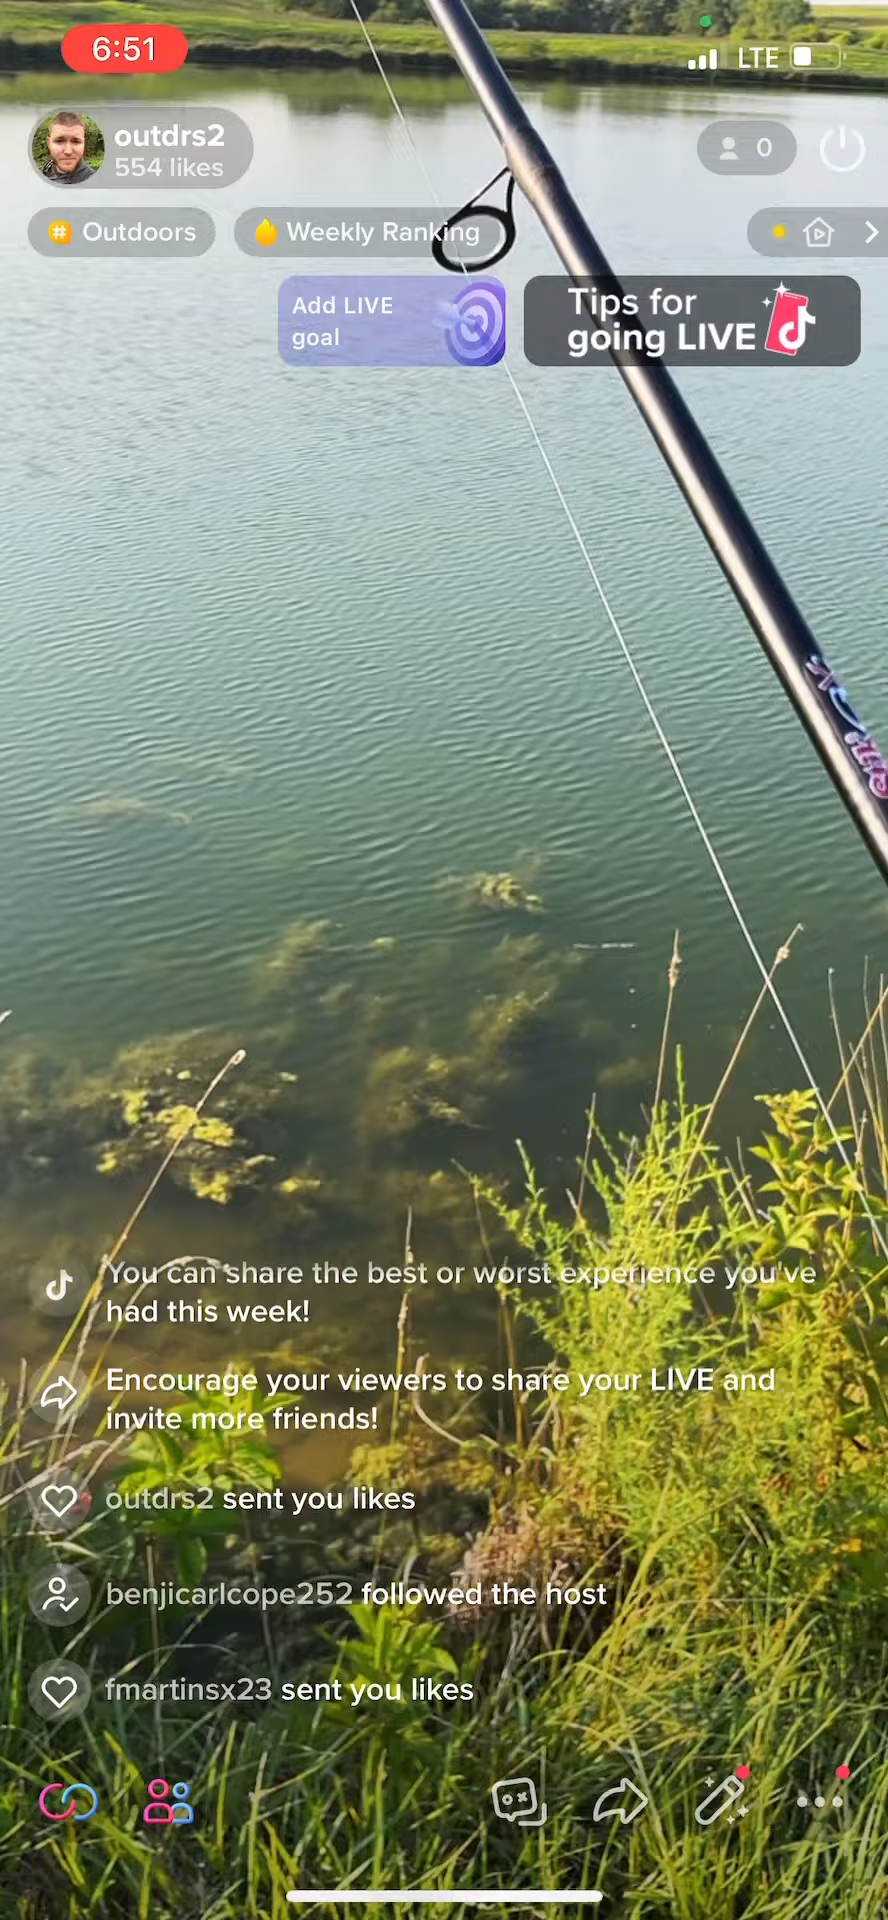 6:51
LTE
outdrs2
554 likes
0
Outdoors
Weekly Ranking
Add LIVE
goal
Tips for
going LIVE
You can share the best or worst experience you've
had this week!
Encourage your viewers to share your LIVE and
invite more friends!
outdrs2 sent you likes
benjicarlcope252 followed the host
fmartinsx23 sent you likes